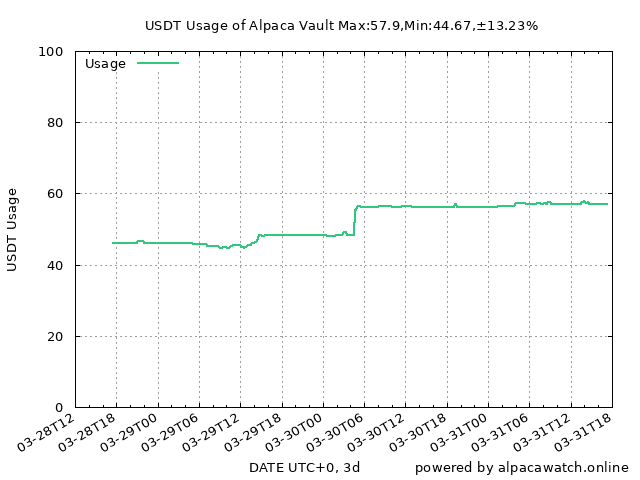 USDT Usage of Alpaca Vault Max:57.9,Min:44.67,±13.23%
Usage
USDT Usage
100
80
60
40
20
0
03-28T12 03-28T18 03-29T00 03-29T06 03-29T12 03-29T18 03-30T00 03-30T06 03-30T12 03-30T18 03-31T00 03-31T06 03-31T12 03-31T18
DATE UTC+0, 3d
powered by alpacawatch.online